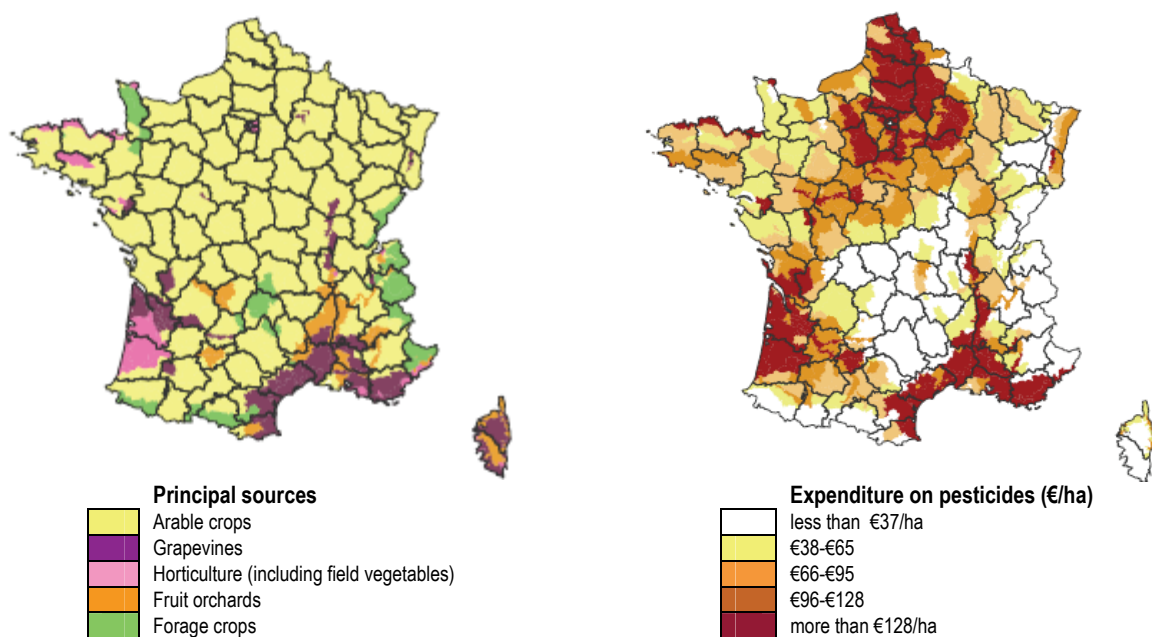 Principal sources
Arable crops
Grapevines
Horticulture (including field vegetables)
Fruit orchards
Forage crops
Expenditure on pesticides (€/ha)
less than €37/ha
€38-€65
€66-€95
€96-€128
more than €128/ha